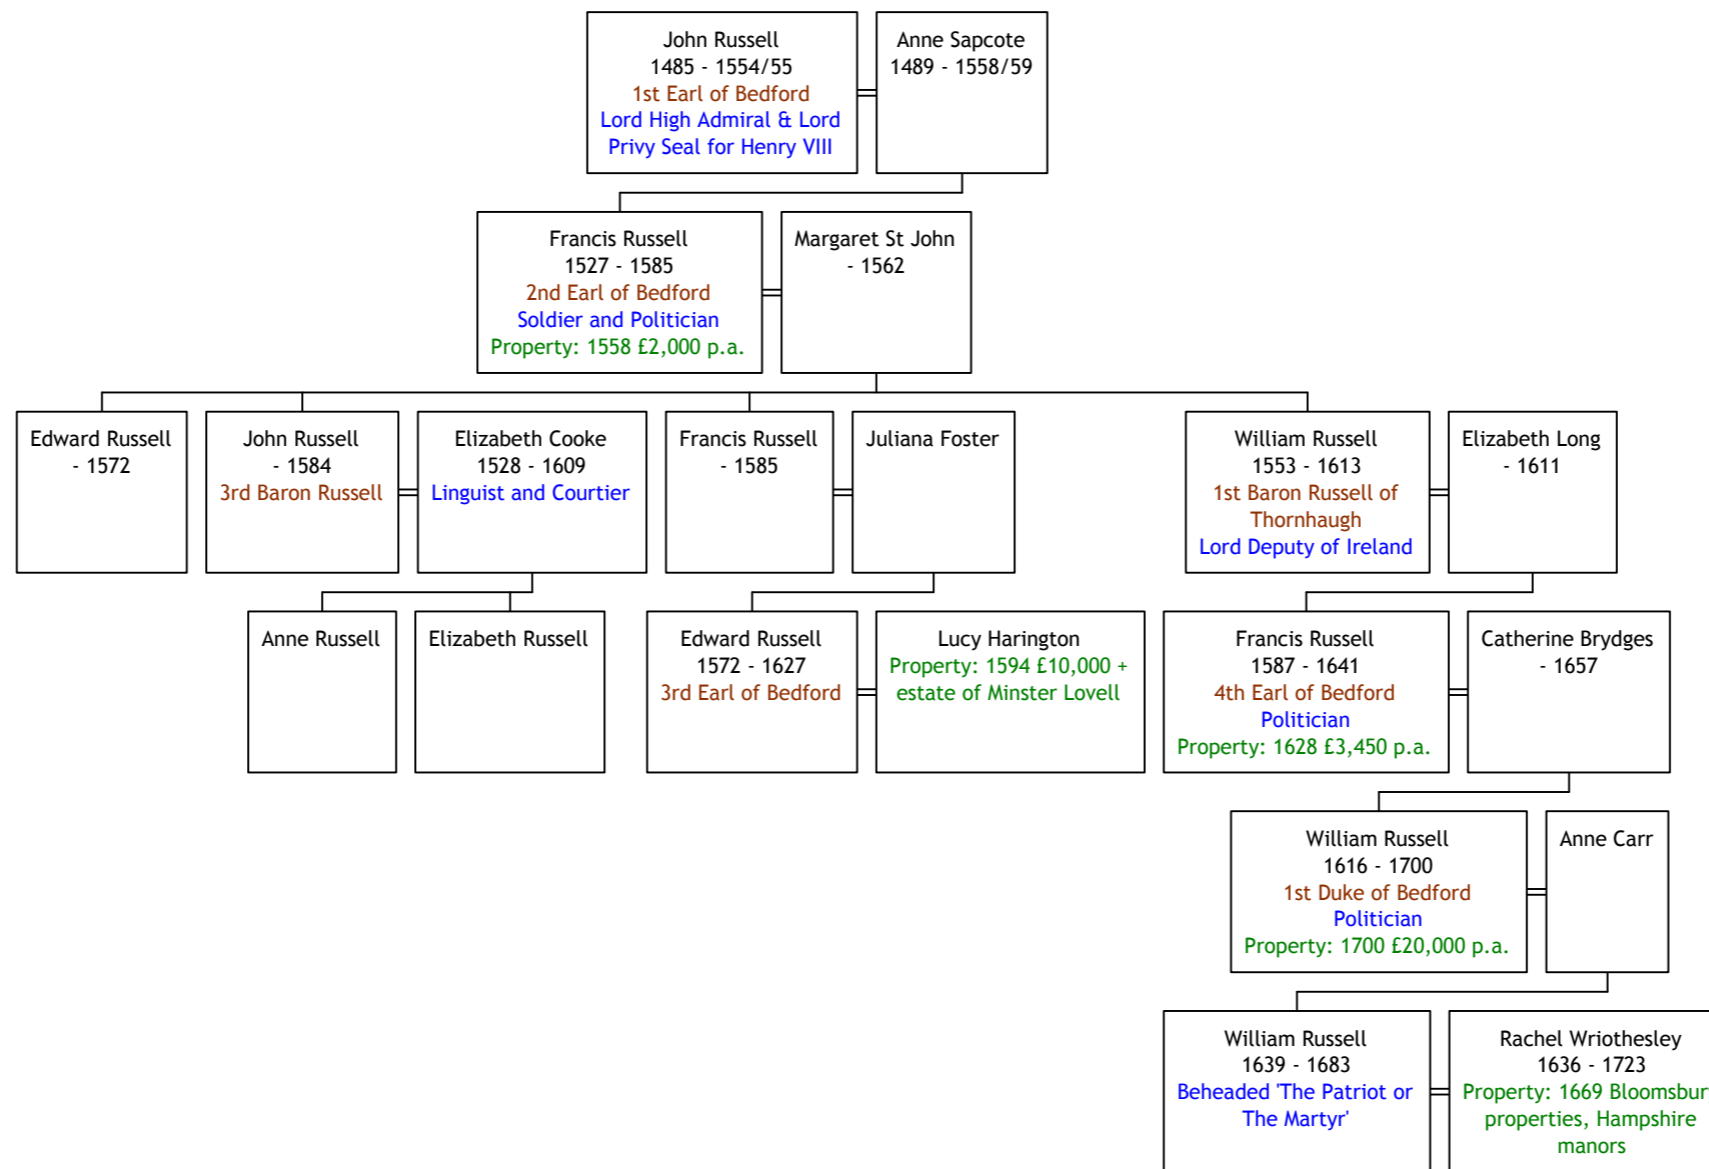 John Russell
1485 - 1554/55
1st Earl of Bedford
Lord High Admiral & Lord
Privy Seal for Henry VIII
Anne Sapcote
1489 - 1558/59
Francis Russell
1527 - 1585
2nd Earl of Bedford
Soldier and Politician
Property: 1558 £2,000 p.a.
Margaret St John
- 1562
Edward Russell
- 1572
John Russell
- 1584
3rd Baron Russell
Elizabeth Cooke
1528 - 1609
Linguist and Courtier
Francis Russell
- 1585
Juliana Foster
William Russell
1553 - 1613
1st Baron Russell of
Thornhaugh
Lord Deputy of Ireland
Elizabeth Long
- 1611
Anne Russell
Elizabeth Russell
Edward Russell
1572 - 1627
3rd Earl of Bedford
Lucy Harington
Property: 1594 £10,000 +
estate of Minster Lovell
Francis Russell
1587 - 1641
4th Earl of Bedford
Politician
Property: 1628 £3,450 p.a.
Catherine Brydges
- 1657
William Russell
1616 - 1700
1st Duke of Bedford
Politician
Property: 1700 £20,000 p.a.
Anne Carr
William Russell
1639 - 1683
Beheaded 'The Patriot or
The Martyr'
Rachel Wriothesley
1636 - 1723
Property: 1669 Bloomsbur
properties, Hampshire
manors